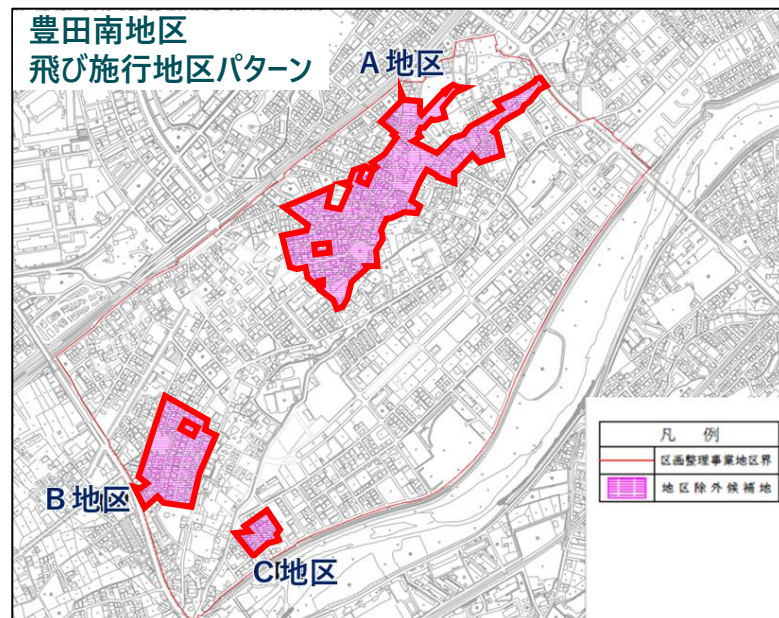 豊田南地区
飛び施行地区パターン
A地区
B地区
C地区
凡例
区画整理事業地区界
地区除外候補地